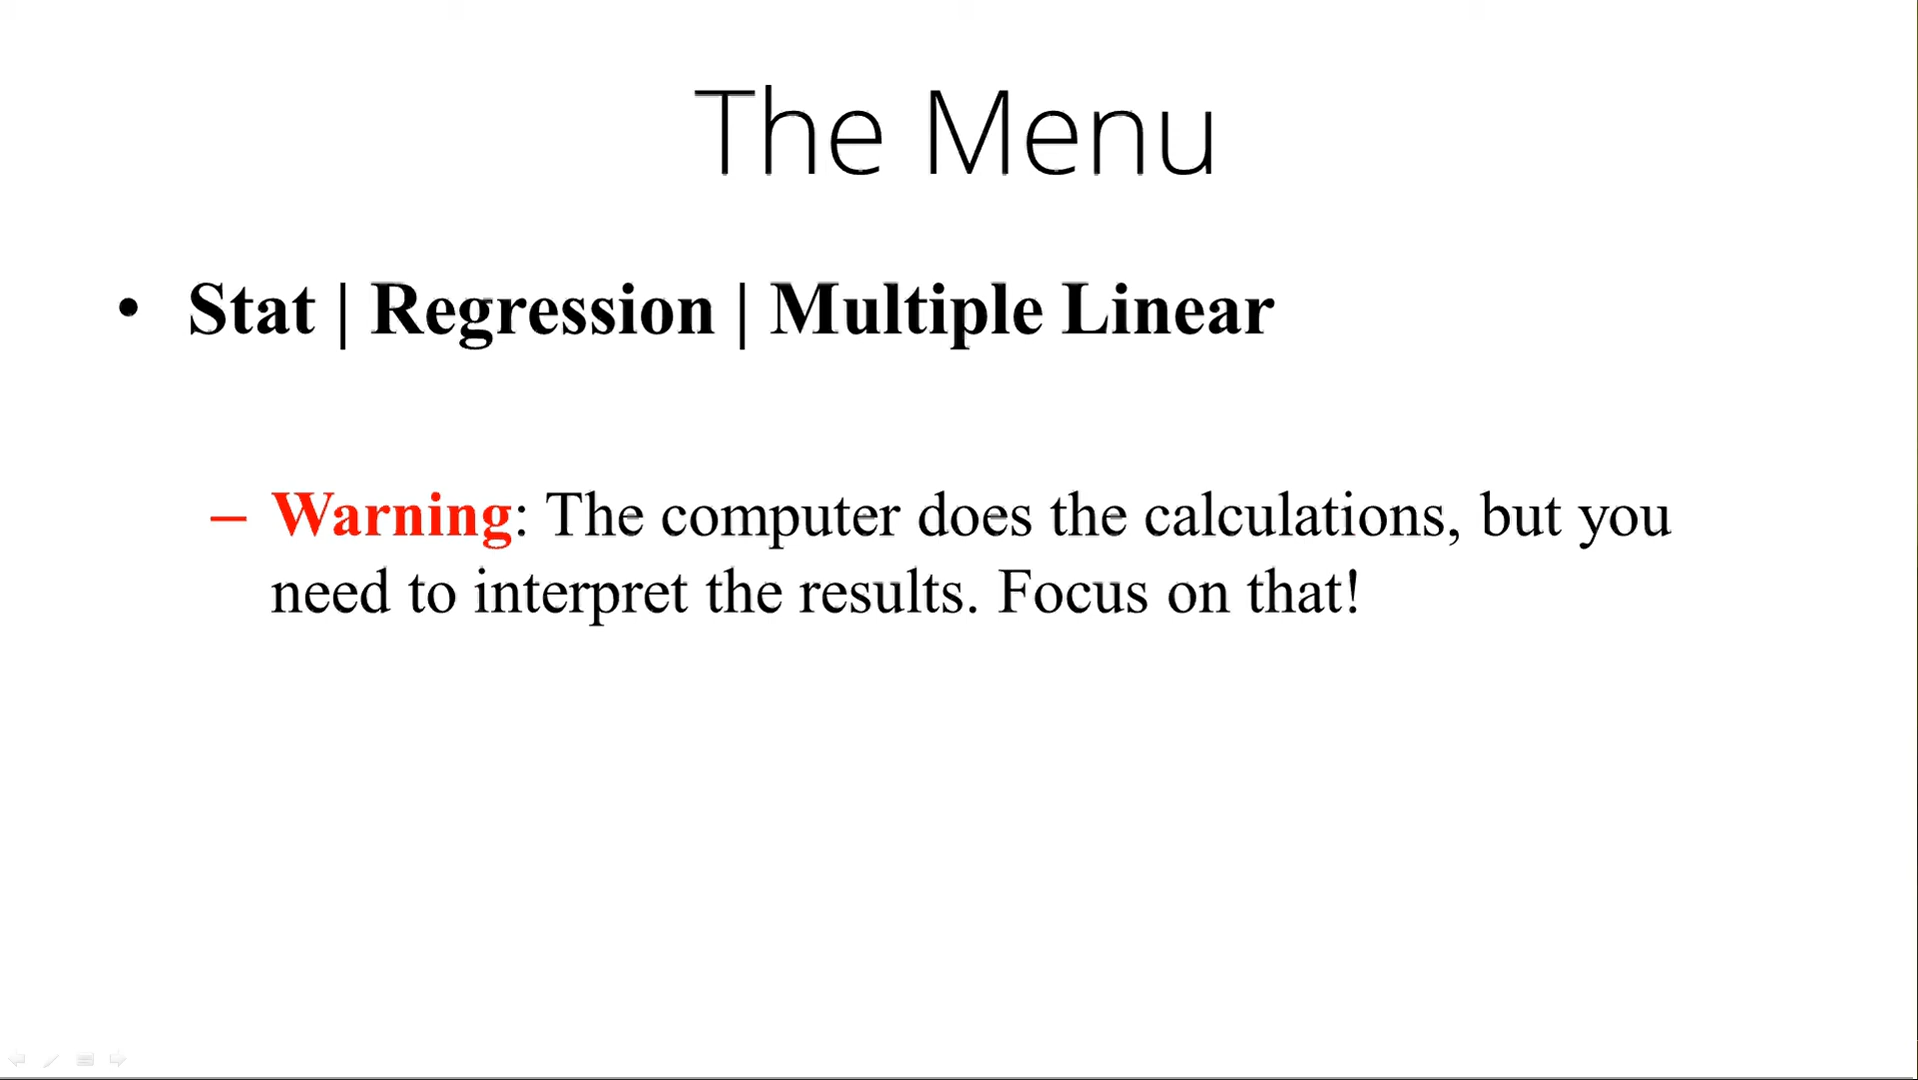 The Menu
• Stat | Regression | Multiple Linear
– Warning: The computer does the calculations, but you
need to interpret the results. Focus on that!